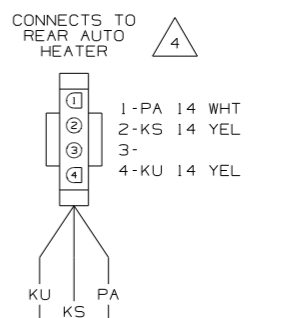 CONNECTS TO
REAR AUTO
HEATER
4
1
2
3
4
1-PA 14 WHT
2-KS 14 YEL
3-
4-KU 14 YEL
KU
KS
PA